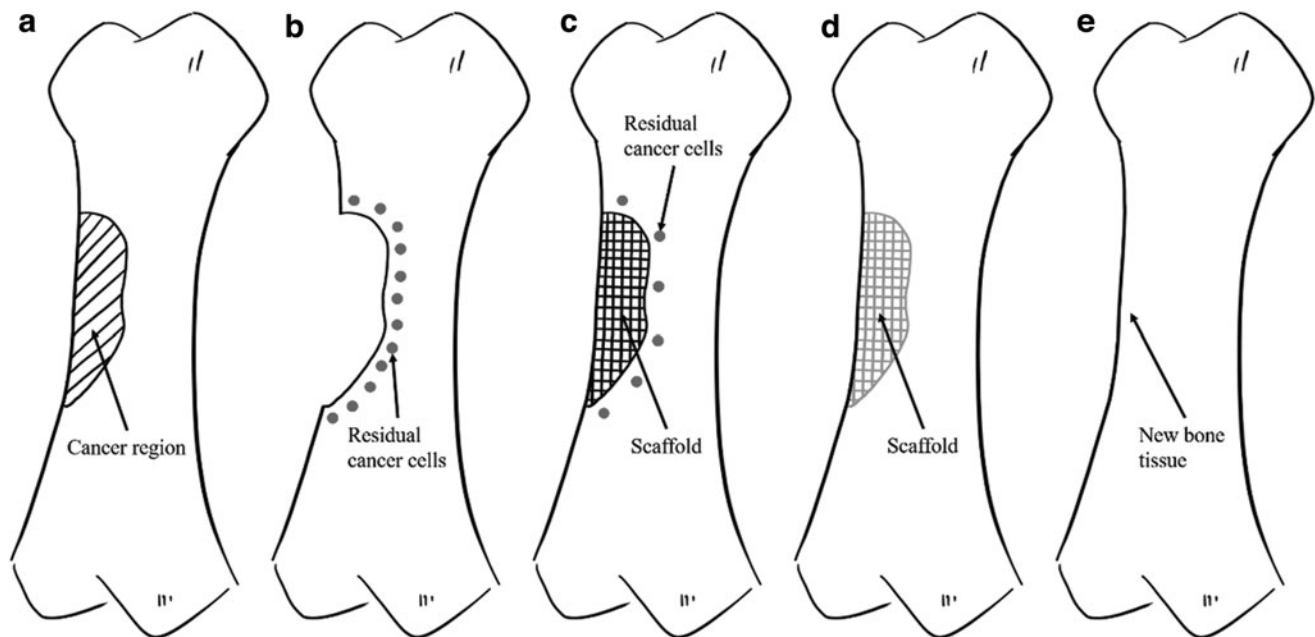 a
b
c
d
e
Residual
cancer cells
Cancer region
Residual
cancer cells
Scaffold
Scaffold
New bone
tissue